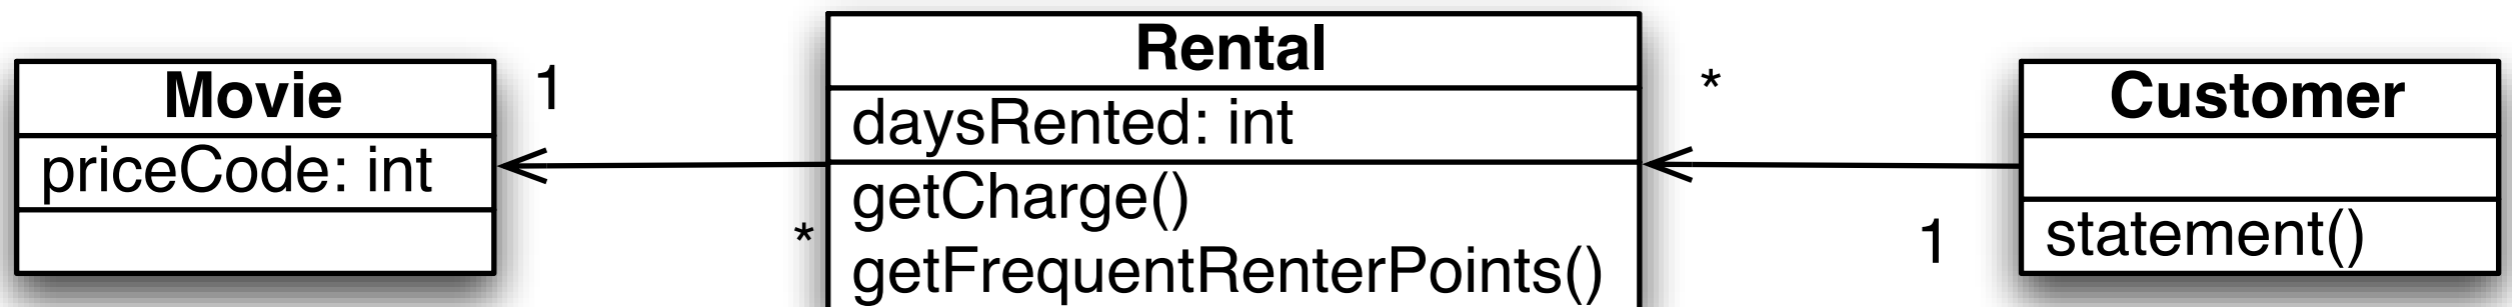 Movie
priceCode: int
1
*
Rental
daysRented: int
getCharge()
getFrequentRenterPoints()
*
1
Customer
statement()